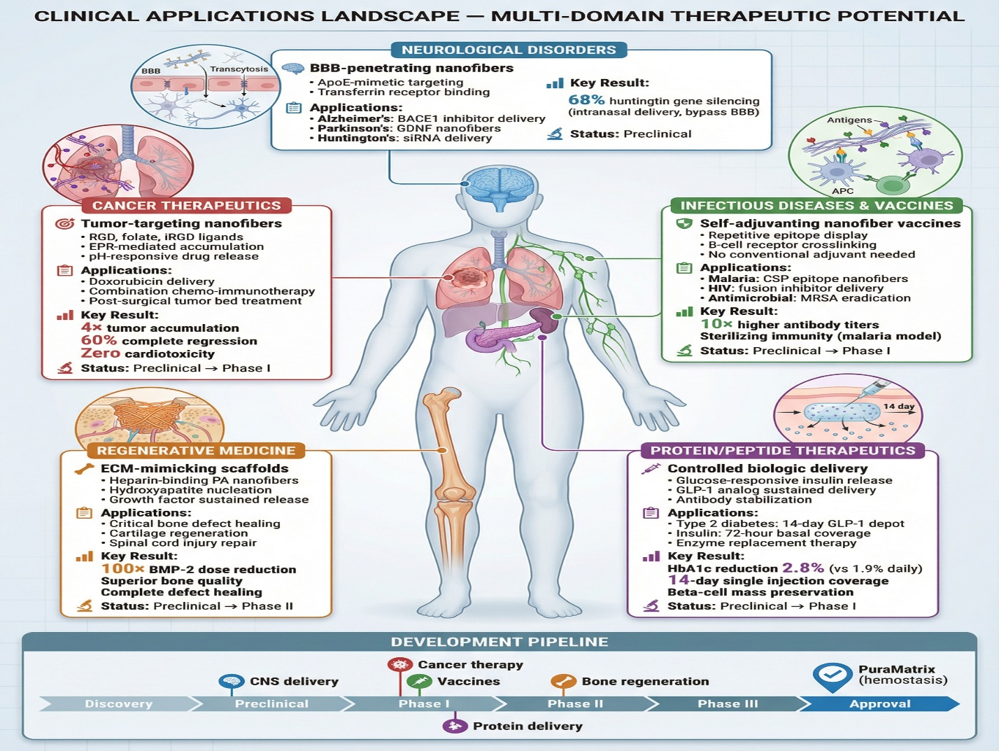 CLINICAL APPLICATIONS LANDSCAPE — MULTI-DOMAIN THERAPEUTIC POTENTIAL
NEUROLOGICAL DISORDERS
BBB
Transcytosis
BBB-penetrating nanofibers
• ApoE-mimetic targeting
• Transferrin receptor binding
Applications:
• Alzheimer's: BACE1 inhibitor delivery
• Parkinson's: GDNF nanofibers
• Huntington's: siRNA delivery
Key Result:
68% huntingtin gene silencing
(intranasal delivery, bypass BBB)
Status: Preclinical
CANCER THERAPEUTICS
Tumor-targeting nanofibers
• RGD, folate, iRGD ligands
• EPR-mediated accumulation
• pH-responsive drug release
Applications:
• Doxorubicin delivery
• Combination chemo-immunotherapy
• Post-surgical tumor bed treatment
Key Result:
4× tumor accumulation
60% complete regression
Zero cardiotoxicity
Status: Preclinical → Phase I
Antigens
APC
INFECTIOUS DISEASES & VACCINES
Self-adjuvanting nanofiber vaccines
• Repetitive epitope display
• B-cell receptor crosslinking
• No conventional adjuvant needed
Applications:
• Malaria: CSP epitope nanofibers
• HIV: fusion inhibitor delivery
• Antimicrobial: MRSA eradication
Key Result:
10× higher antibody titers
Sterilizing immunity (malaria model)
Status: Preclinical → Phase I
REGENERATIVE MEDICINE
ECM-mimicking scaffolds
• Heparin-binding PA nanofibers
• Hydroxyapatite nucleation
• Growth factor sustained release
Applications:
• Critical bone defect healing
• Cartilage regeneration
• Spinal cord injury repair
Key Result:
100× BMP-2 dose reduction
Superior bone quality
Complete defect healing
Status: Preclinical → Phase II
14 day
PROTEIN/PEPTIDE THERAPEUTICS
Controlled biologic delivery
• Glucose-responsive insulin release
• GLP-1 analog sustained delivery
• Antibody stabilization
Applications:
• Type 2 diabetes: 14-day GLP-1 depot
• Insulin: 72-hour basal coverage
• Enzyme replacement therapy
Key Result:
HbA1c reduction 2.8% (vs 1.9% daily)
14-day single injection coverage
Beta-cell mass preservation
Status: Preclinical → Phase I
DEVELOPMENT PIPELINE
Cancer therapy
CNS delivery
Vaccines
Bone regeneration
PuraMatrix
(hemostasis)
Discovery
Preclinical
Phase I
Phase II
Phase III
Approval
Protein delivery